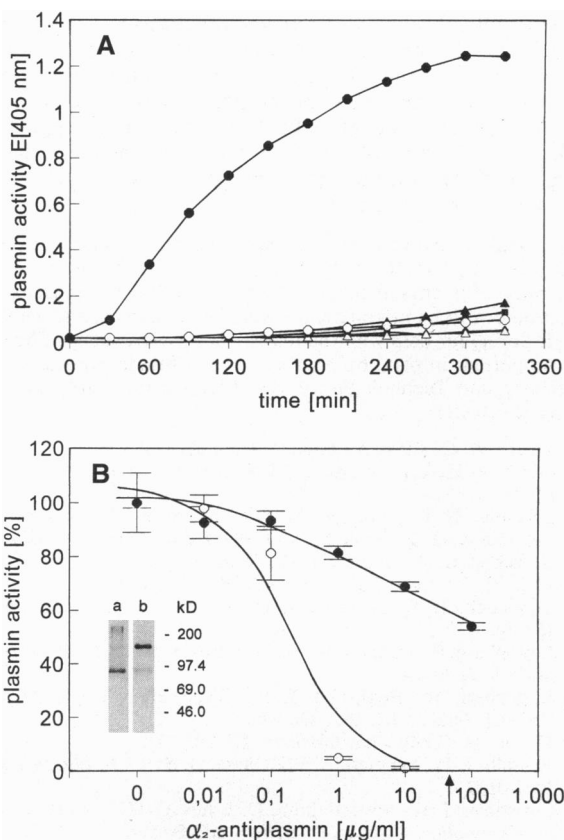 A
plasmin activity E[405 nm]
1.4
1.2
1
0.8
0.6
0.4
0.2
0
0 60 120 180 240 300 360
time [min]
B
plasmin activity [%]
120
100
80
60
40
20
0
a b kD
- 200
- 97.4
- 69.0
- 46.0
0 0,01 0,1 1 10 100 1.000
α₂-antiplasmin [µg/ml]